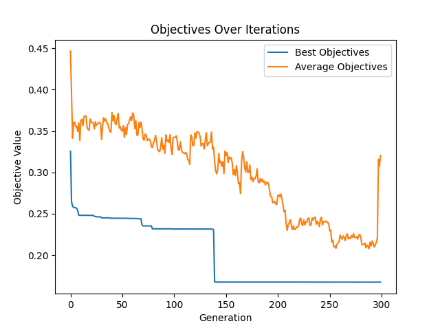 Objectives Over Iterations
Best Objectives
Average Objectives
Objective Value
0.45
0.40
0.35
0.30
0.25
0.20
0
50
100
150
200
250
300
Generation